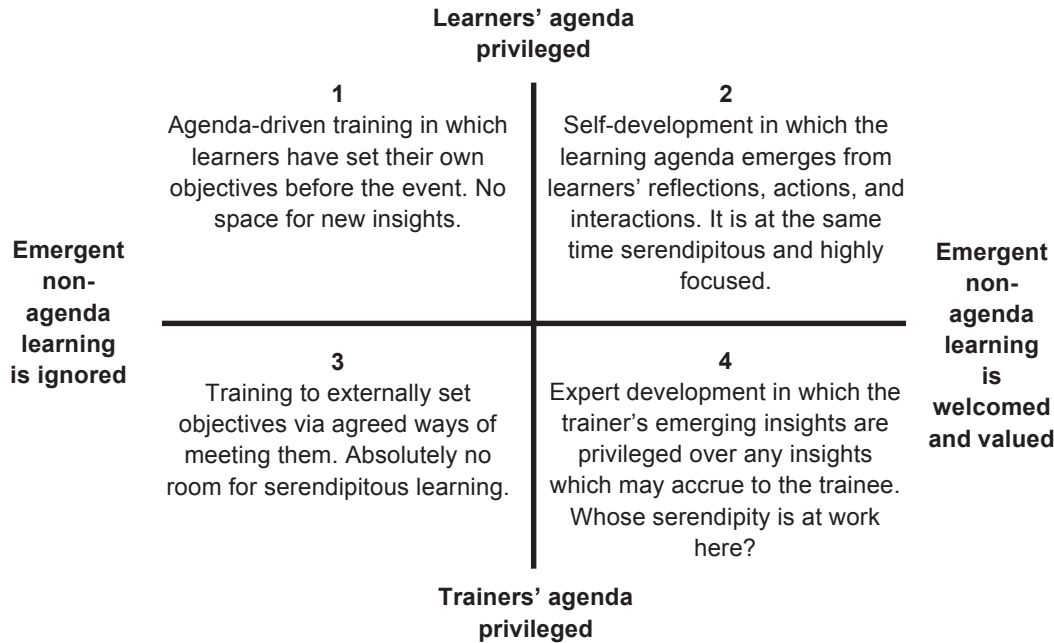 Learners’ agenda
privileged
1
Agenda-driven training in which
learners have set their own
objectives before the event. No
space for new insights.
2
Self-development in which the
learning agenda emerges from
learners’ reflections, actions, and
interactions. It is at the same
time serendipitous and highly
focused.
Emergent
non-
agenda
learning
is ignored
Emergent
non-
agenda
learning
is
welcomed
and valued
3
Training to externally set
objectives via agreed ways of
meeting them. Absolutely no
room for serendipitous learning.
4
Expert development in which the
trainer’s emerging insights are
privileged over any insights
which may accrue to the trainee.
Whose serendipity is at work
here?
Trainers’ agenda
privileged